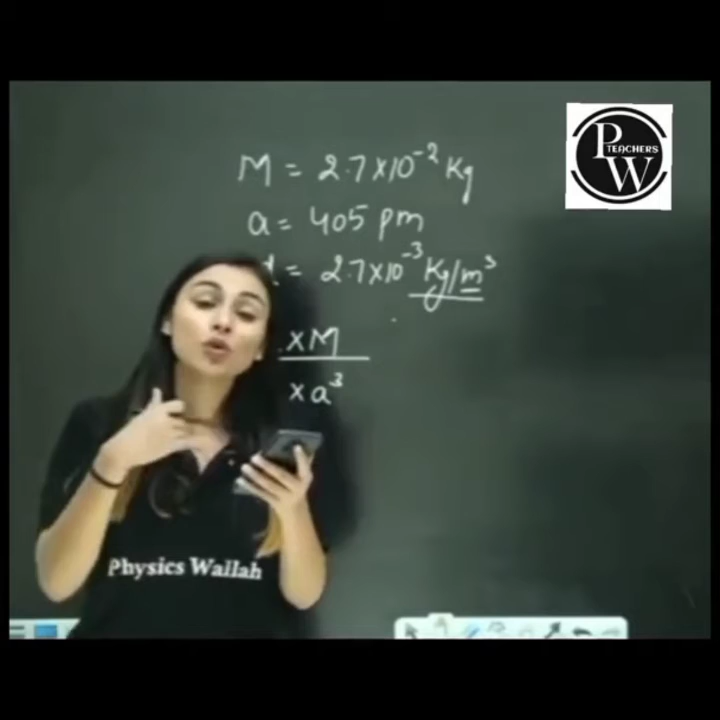 P TEACHERS W
M = 2.7×10⁻² Kg
a = 405 pm
= 2.7×10⁻³ Kg/m³
×M
×a³
Physics Wallah